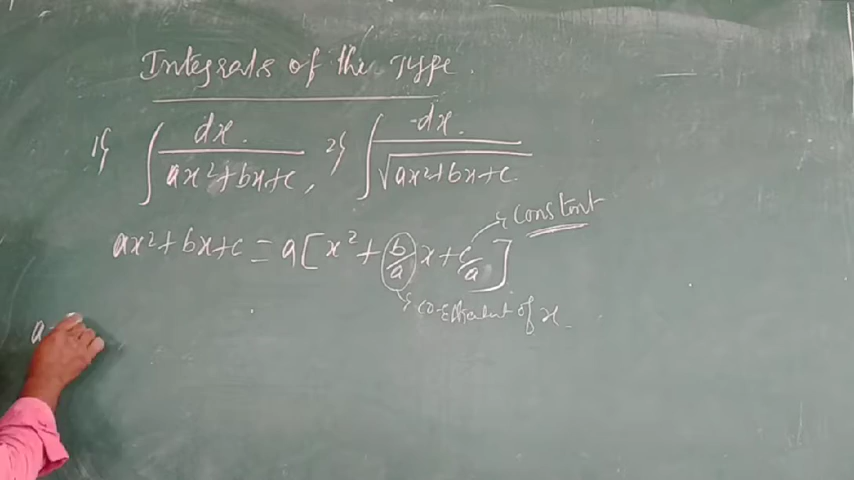 Integrals of the Type.
1} ∫ dx / ax²+bx+c , 2} ∫ dx / √ax²+bx+c
ax²+bx+c = a[x² + b/a x + c/a] → constant
→ co-efficient of x
a